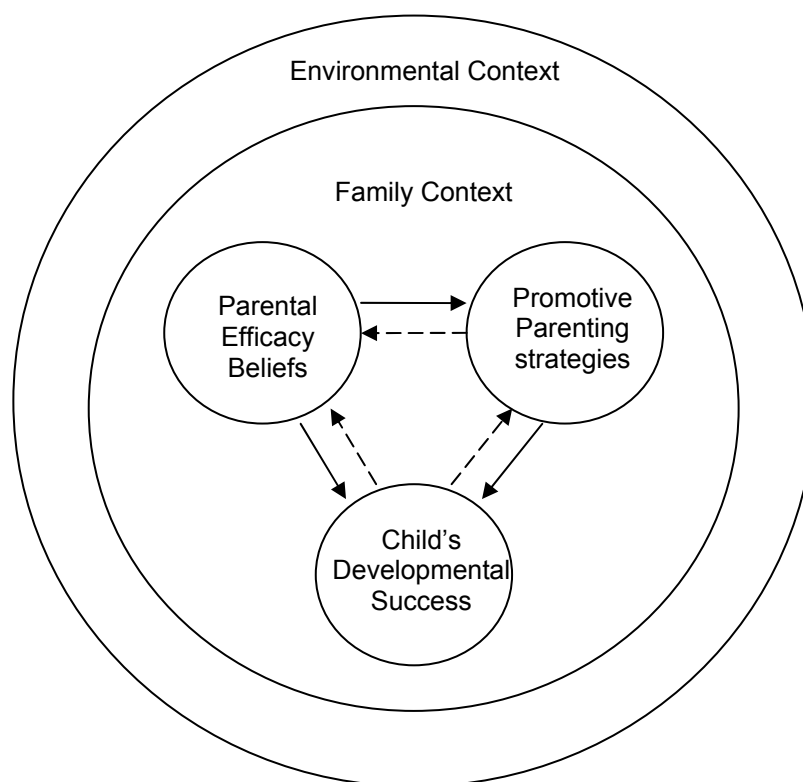 Environmental Context
Family Context
Parental
Efficacy
Beliefs
Promotive
Parenting
strategies
Child's
Developmental
Success